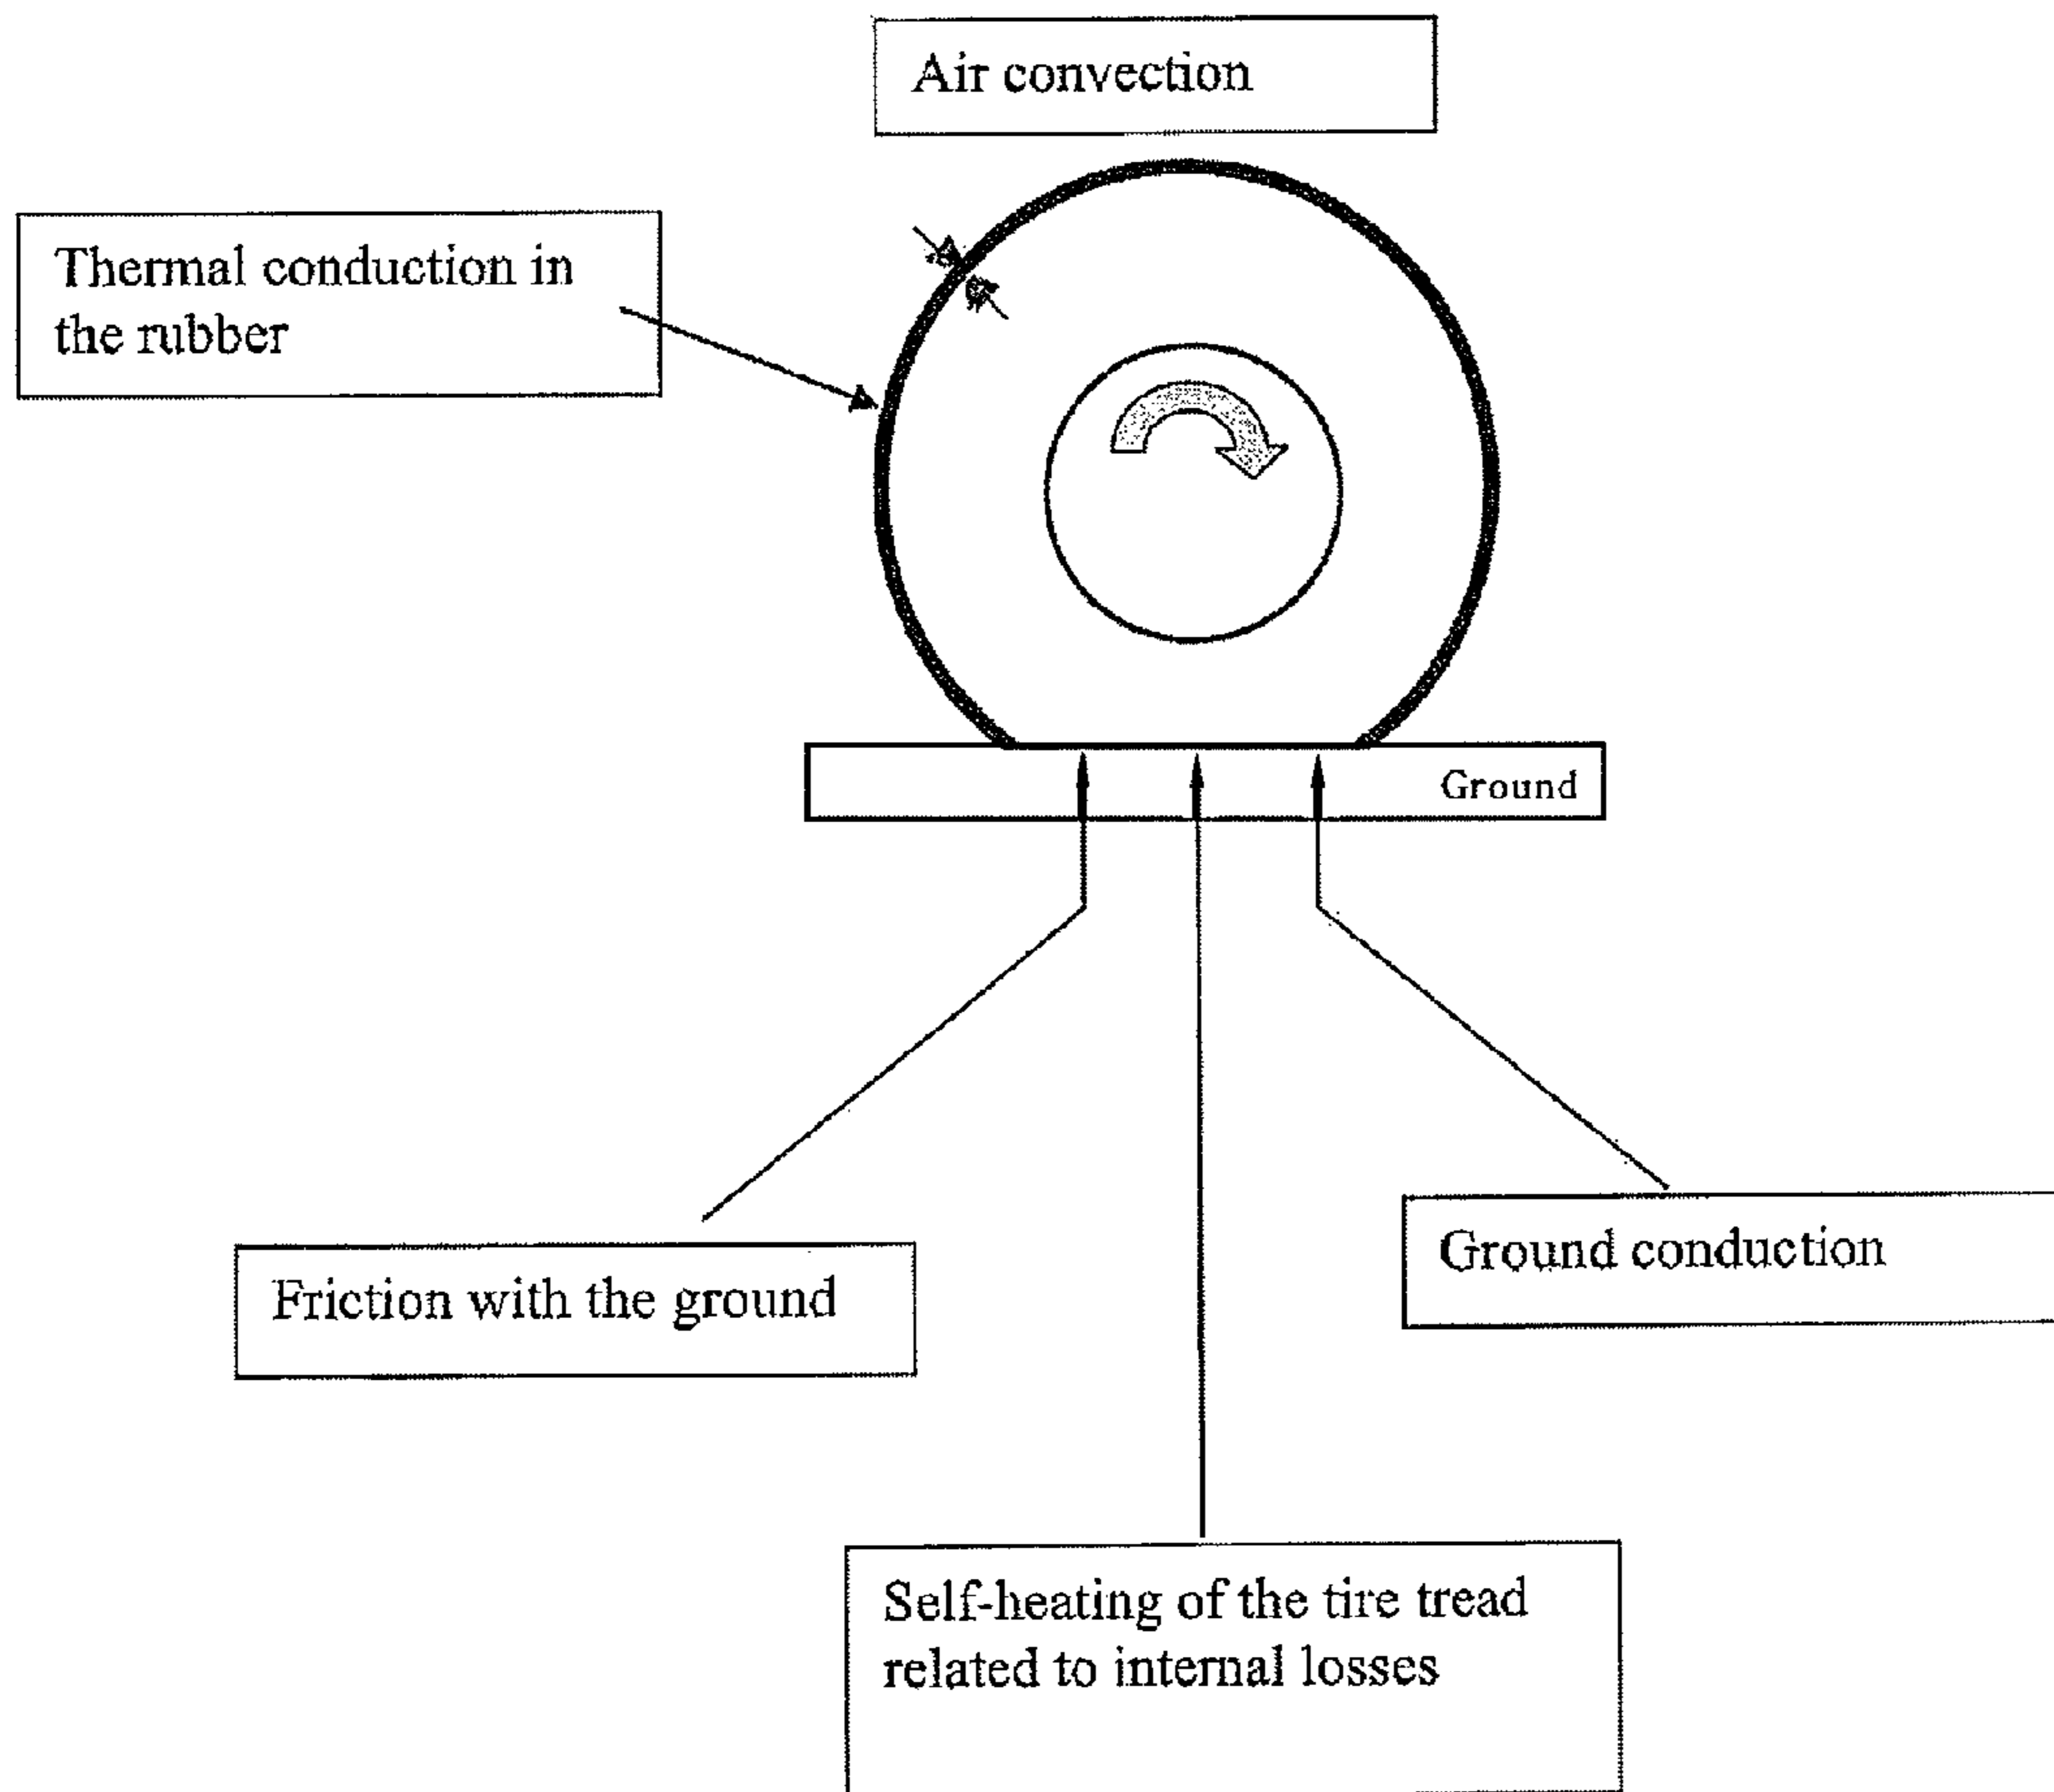 Air convection
Thermal conduction in
the rubber
Ground
Friction with the ground
Ground conduction
Self-heating of the tire tread
related to internal losses